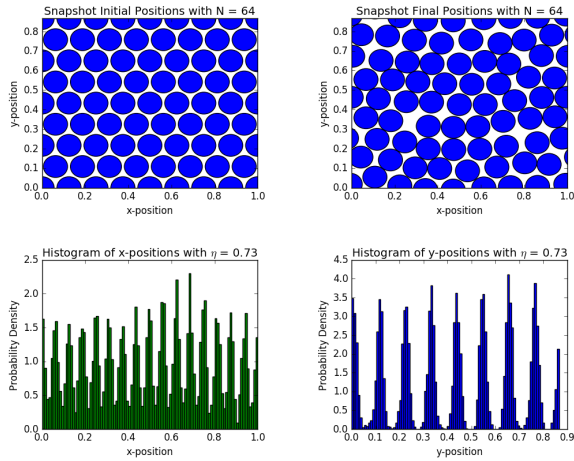 Snapshot Initial Positions with N = 64
y-position
0.8
0.7
0.6
0.5
0.4
0.3
0.2
0.1
0.0
0.0 0.2 0.4 0.6 0.8 1.0
x-position
Snapshot Final Positions with N = 64
y-position
0.8
0.7
0.6
0.5
0.4
0.3
0.2
0.1
0.0
0.0 0.2 0.4 0.6 0.8 1.0
x-position
Histogram of x-positions with η = 0.73
Probability Density
2.5
2.0
1.5
1.0
0.5
0.0
0.0 0.2 0.4 0.6 0.8 1.0
x-position
Histogram of y-positions with η = 0.73
Probability Density
4.5
4.0
3.5
3.0
2.5
2.0
1.5
1.0
0.5
0.0
0.0 0.1 0.2 0.3 0.4 0.5 0.6 0.7 0.8 0.9
y-position